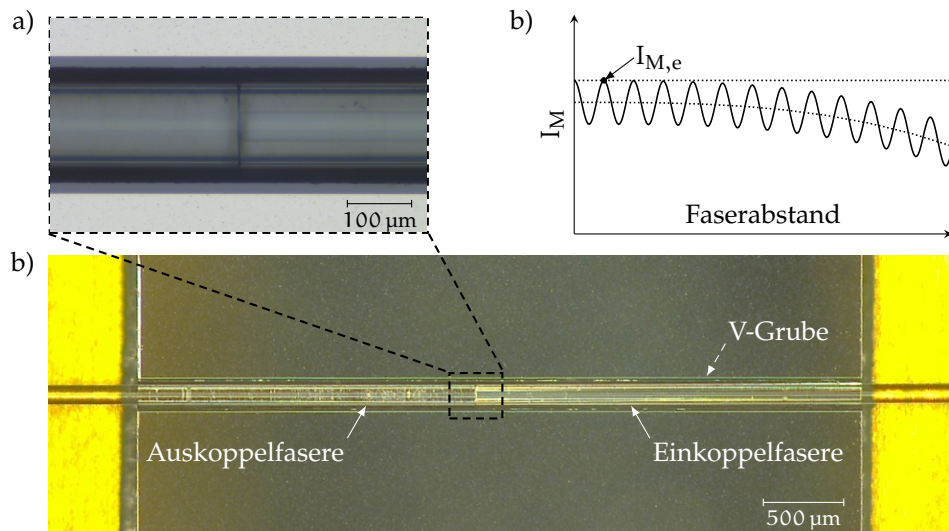 a)
100 µm
b)
I_M,e
I_M
Faserabstand
b)
V-Grube
Auskoppelfasere
Einkoppelfasere
500 µm